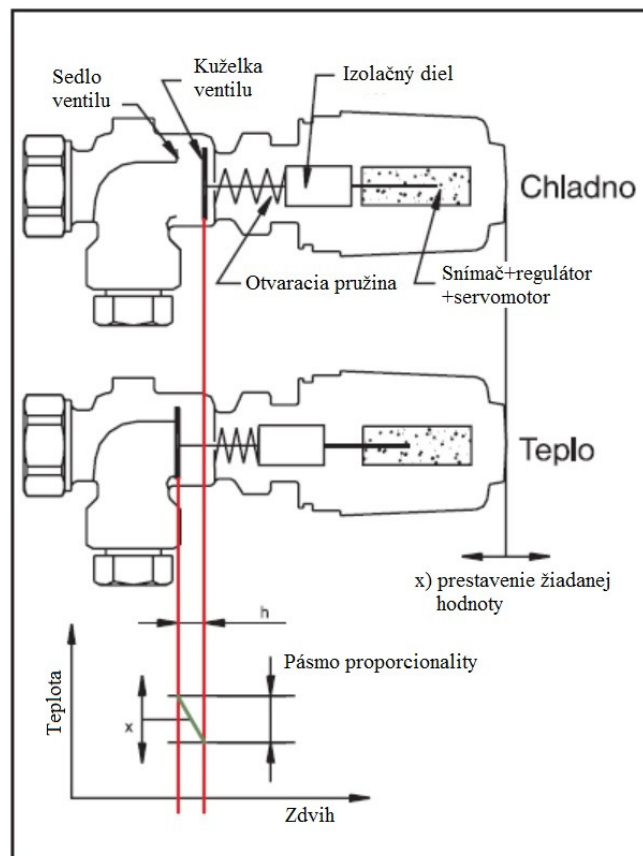 Sedlo
ventilu
Kuželka
ventilu
Izolačný diel
Chladno
Otvaracia pružina
Snímač+regulátor
+servomotor
Teplo
x) prestavenie žiadanej
hodnoty
h
Pásmo proporcionality
Teplota
x
Zdvih